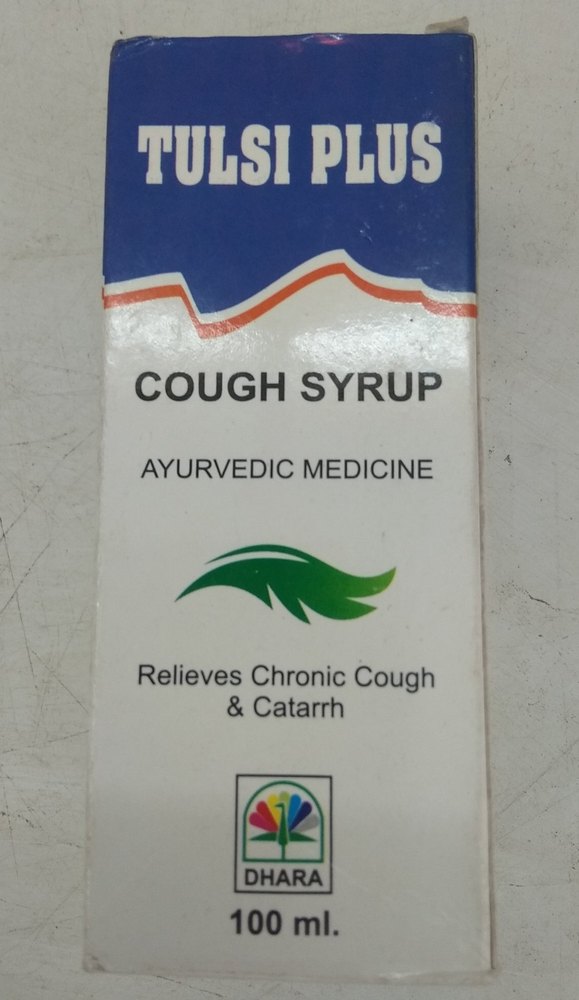 TULSI PLUS
COUGH SYRUP
AYURVEDIC MEDICINE
Relieves Chronic Cough
& Catarrh
DHARA
100 ml.